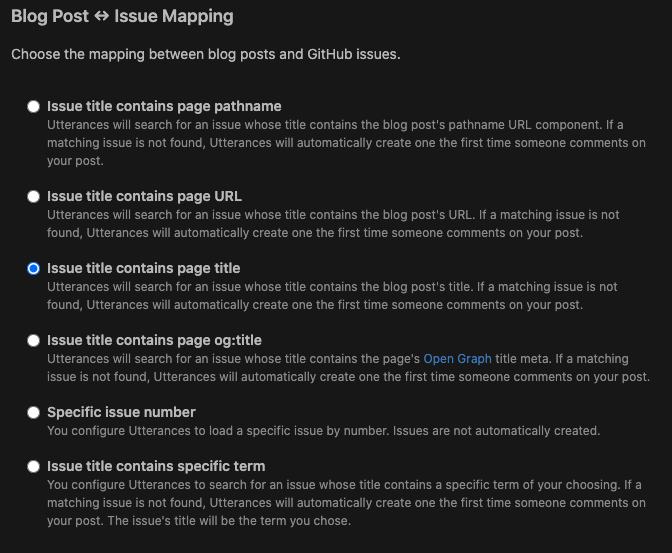 Blog Post ↔ Issue Mapping
Choose the mapping between blog posts and GitHub issues.
Issue title contains page pathname
Utterances will search for an issue whose title contains the blog post's pathname URL component. If a
matching issue is not found, Utterances will automatically create one the first time someone comments on
your post.
Issue title contains page URL
Utterances will search for an issue whose title contains the blog post's URL. If a matching issue is not
found, Utterances will automatically create one the first time someone comments on your post.
Issue title contains page title
Utterances will search for an issue whose title contains the blog post's title. If a matching issue is not
found, Utterances will automatically create one the first time someone comments on your post.
Issue title contains page og:title
Utterances will search for an issue whose title contains the page's Open Graph title meta. If a matching
issue is not found, Utterances will automatically create one the first time someone comments on your post.
Specific issue number
You configure Utterances to load a specific issue by number. Issues are not automatically created.
Issue title contains specific term
You configure Utterances to search for an issue whose title contains a specific term of your choosing. If a
matching issue is not found, Utterances will automatically create one the first time someone comments on
your post. The issue's title will be the term you chose.